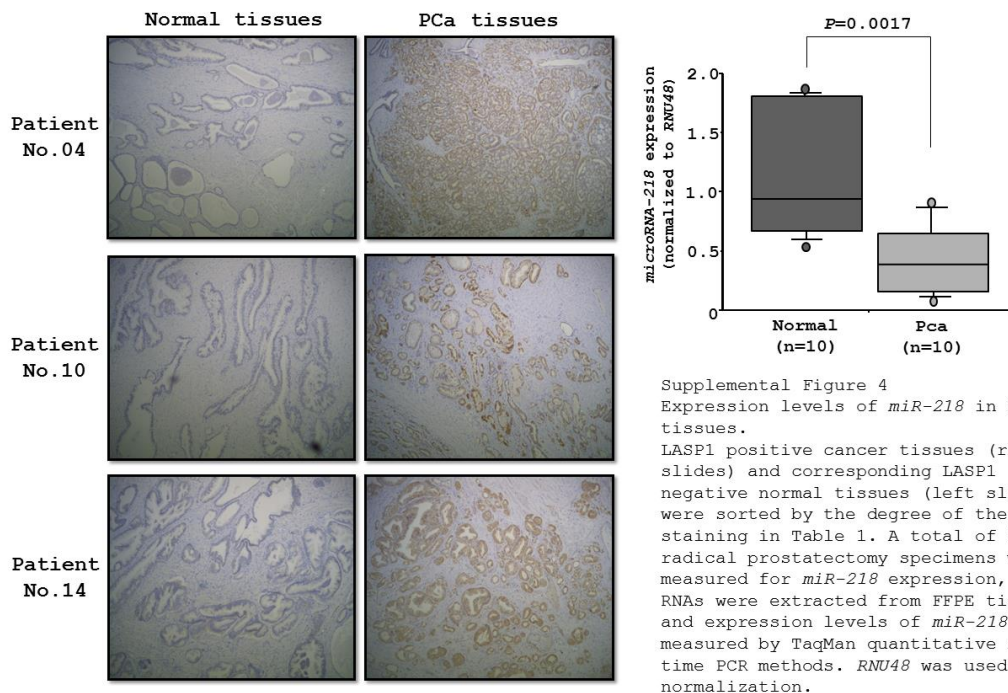 Normal tissues
PCa tissues
Patient
No.04
Patient
No.10
Patient
No.14
P=0.0017
microRNA-218 expression
(normalized to RNU48)
2.0
1.5
1.0
0.5
0
Normal
(n=10)
Pca
(n=10)
Supplemental Figure 4
Expression levels of miR-218 in
tissues.
LASP1 positive cancer tissues
slides) and corresponding LASP1
negative normal tissues (left
were sorted by the degree of the
staining in Table 1. A total of
radical prostatectomy specimens
measured for miR-218 expression,
RNAs were extracted from FFPE
and expression levels of miR-218
measured by TaqMan quantitative
time PCR methods. RNU48 was used
normalization.